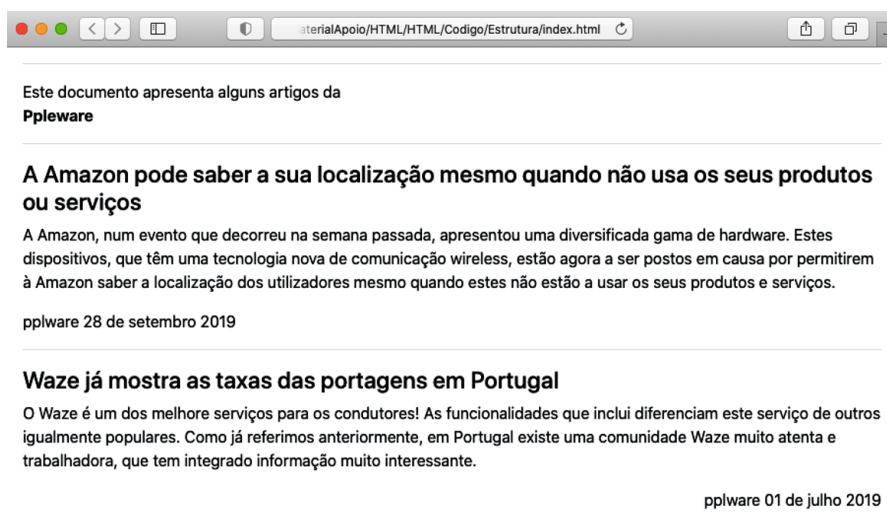 aterialApoio/HTML/HTML/Codigo/Estrutura/index.html
Este documento apresenta alguns artigos da
Ppleware
A Amazon pode saber a sua localização mesmo quando não usa os seus produtos
ou serviços
A Amazon, num evento que decorreu na semana passada, apresentou uma diversificada gama de hardware. Estes
dispositivos, que têm uma tecnologia nova de comunicação wireless, estão agora a ser postos em causa por permitirem
à Amazon saber a localização dos utilizadores mesmo quando estes não estão a usar os seus produtos e serviços.
pplware 28 de setembro 2019
Waze já mostra as taxas das portagens em Portugal
O Waze é um dos melhore serviços para os condutores! As funcionalidades que inclui diferenciam este serviço de outros
igualmente populares. Como já referimos anteriormente, em Portugal existe uma comunidade Waze muito atenta e
trabalhadora, que tem integrado informação muito interessante.
pplware 01 de julho 2019